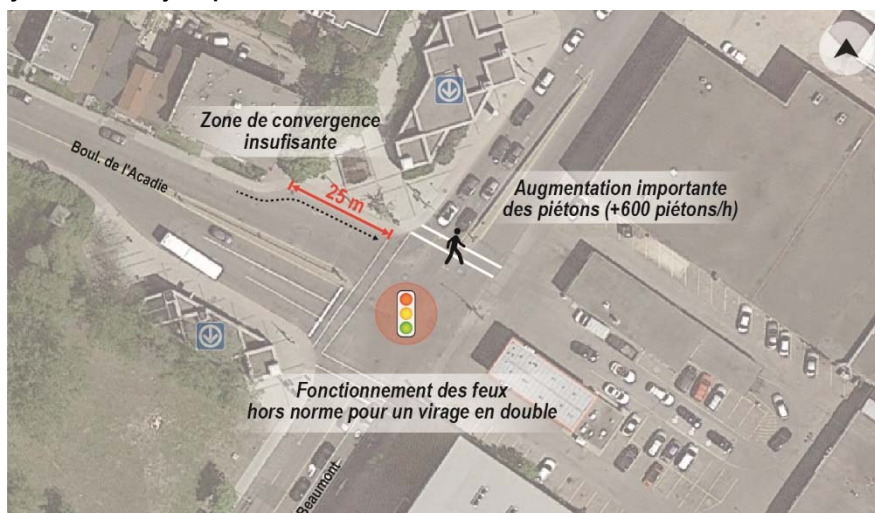 Zone de convergence
insufisante
Boul. de l'Acadie
25 m
Augmentation importante
des piétons (+600 piétons/h)
Fonctionnement des feux
hors norme pour un virage en double
Beaumont